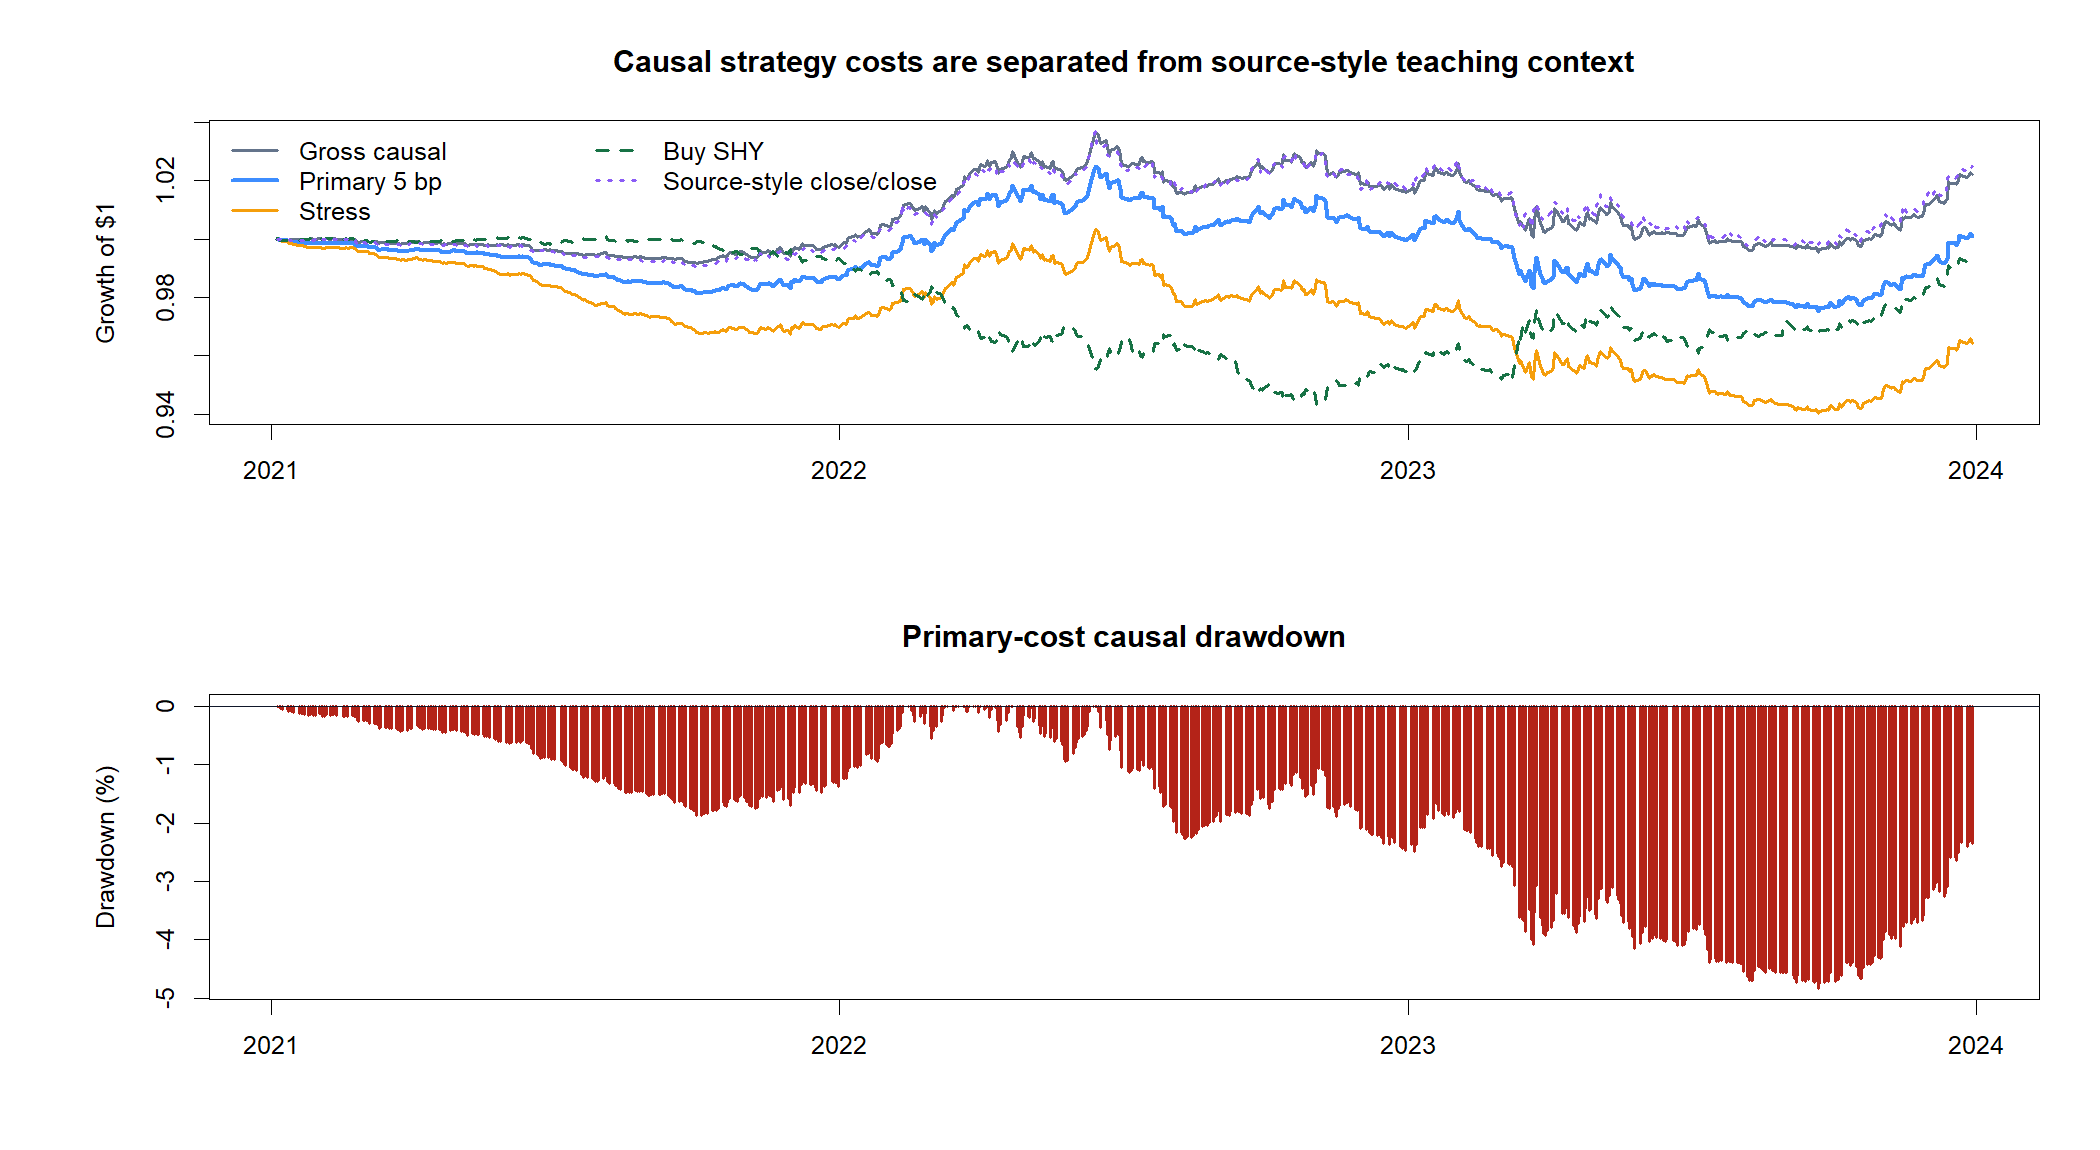 Causal strategy costs are separated from source-style teaching context
Growth of $1
1.02
0.98
0.94
Gross causal
Primary 5 bp
Stress
Buy SHY
Source-style close/close
2021
2022
2023
2024
Primary-cost causal drawdown
Drawdown (%)
0
-1
-2
-3
-4
-5
2021
2022
2023
2024